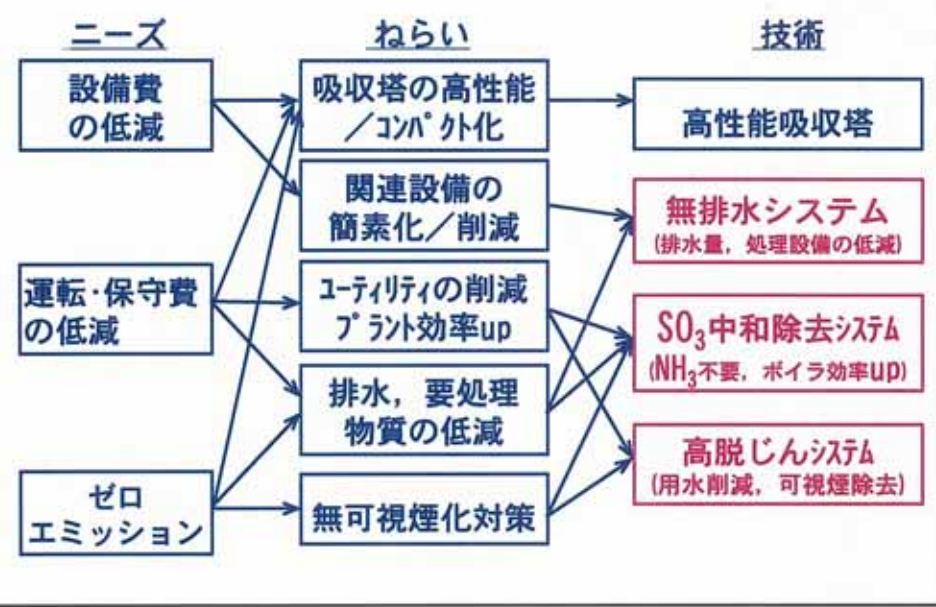 ニーズ
設備費
の低減
運転・保守費
の低減
ゼロ
エミッション
ねらい
吸収塔の高性能
/コンパクト化
関連設備の
簡素化/削減
ユーティリティの削減
プラント効率up
排水，要処理
物質の低減
無可視煙化対策
技術
高性能吸収塔
無排水システム
(排水量，処理設備の低減)
SO₃中和除去システム
(NH₃不要，ボイラ効率up)
高脱じんシステム
(用水削減，可視煙除去)